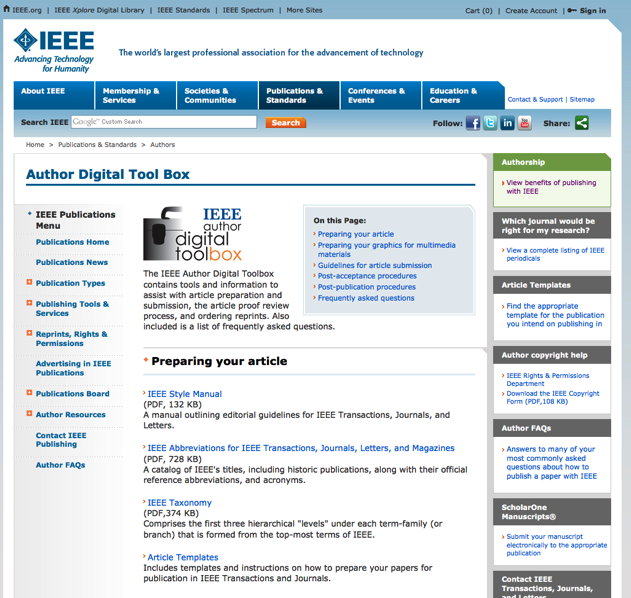 IEEE.org | IEEE Xplore Digital Library | IEEE Standards | IEEE Spectrum | More Sites
Cart (0) | Create Account | Sign in
IEEE
Advancing Technology
for Humanity
The world's largest professional association for the advancement of technology
About IEEE
Membership &
Services
Societies &
Communities
Publications &
Standards
Conferences &
Events
Education &
Careers
Contact & Support | Sitemap
Search IEEE
Google™ Custom Search
Search
Follow:
Share:
Home > Publications & Standards > Authors
Author Digital Tool Box
IEEE Publications
Menu
Publications Home
Publications News
Publication Types
Publishing Tools &
Services
Reprints, Rights &
Permissions
Advertising in IEEE
Publications
Publications Board
Author Resources
Contact IEEE
Publishing
Author FAQs
IEEE
author
digital
toolbox
The IEEE Author Digital Toolbox
contains tools and information to
assist with article preparation and
submission, the article proof review
process, and ordering reprints. Also
included is a list of frequently asked questions.
On this Page:
Preparing your article
Preparing your graphics for multimedia
materials
Guidelines for article submission
Post-acceptance procedures
Post-publication procedures
Frequently asked questions
Preparing your article
IEEE Style Manual
(PDF, 132 KB)
A manual outlining editorial guidelines for IEEE Transactions, Journals, and
Letters.
IEEE Abbreviations for IEEE Transactions, Journals, Letters, and Magazines
(PDF, 728 KB)
A catalog of IEEE's titles, including historic publications, along with their official
reference abbreviations, and acronyms.
IEEE Taxonomy
(PDF,374 KB)
Comprises the first three hierarchical "levels" under each term-family (or
branch) that is formed from the top-most terms of IEEE.
Article Templates
Includes templates and instructions on how to prepare your papers for
publication in IEEE Transactions and Journals.
Authorship
View benefits of publishing
with IEEE
Which journal would be
right for my research?
View a complete listing of IEEE
periodicals
Article Templates
Find the appropriate
template for the publication
you intend on publishing in
Author copyright help
IEEE Rights & Permissions
Department
Download the IEEE Copyright
Form (PDF,108 KB)
Author FAQs
Answers to many of your
most commonly asked
questions about how to
publish a paper with IEEE
ScholarOne
Manuscripts®
Submit your manuscript
electronically to the appropriate
publication
Contact IEEE
Transactions, Journals,
and Letters